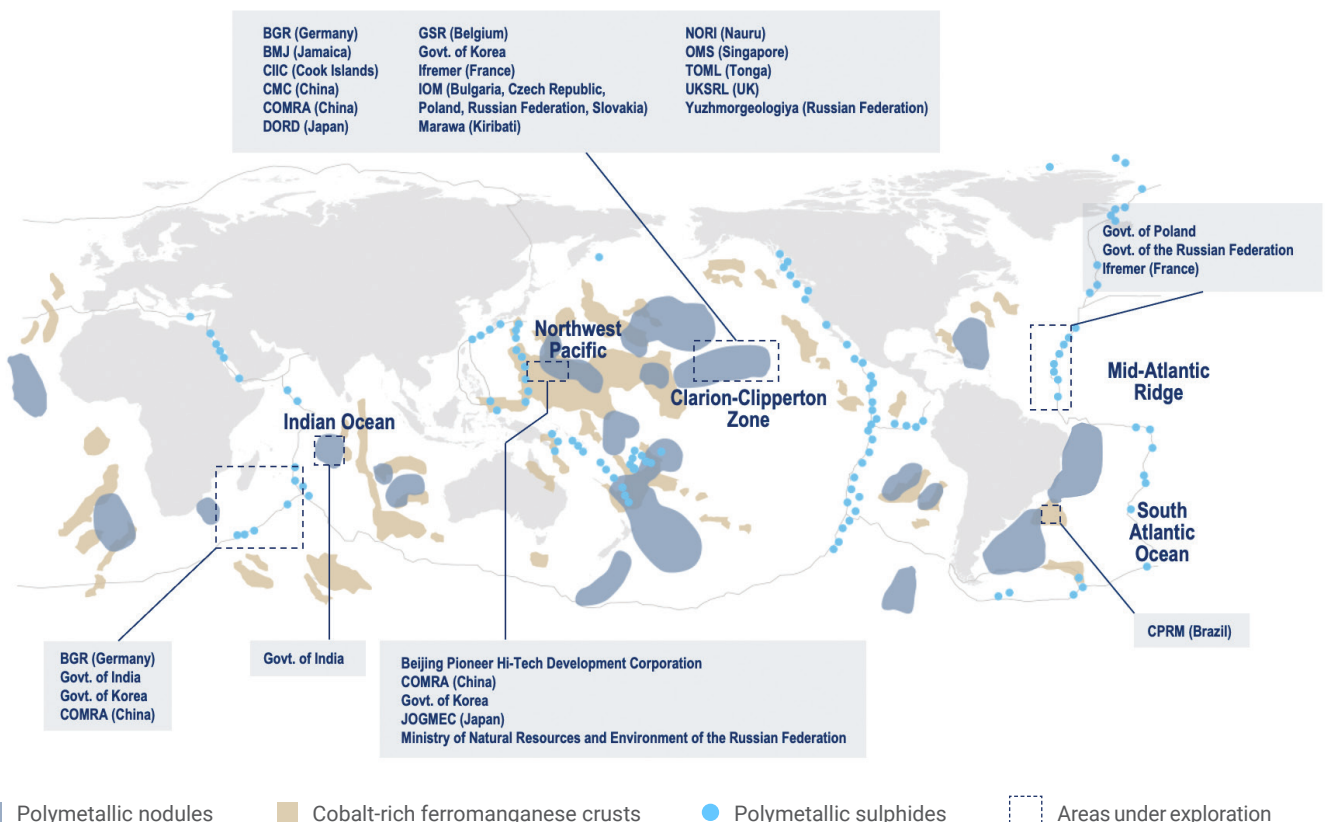 BGR (Germany)
BMJ (Jamaica)
CIIC (Cook Islands)
CMC (China)
COMRA (China)
DORD (Japan)
GSR (Belgium)
Govt. of Korea
Ifremer (France)
IOM (Bulgaria, Czech Republic,
Poland, Russian Federation, Slovakia)
Marawa (Kiribati)
NORI (Nauru)
OMS (Singapore)
TOML (Tonga)
UKSRL (UK)
Yuzhmorgeologiya (Russian Federation)
Govt. of Poland
Govt. of the Russian Federation
Ifremer (France)
Northwest
Pacific
Clarion-Clipperton
Zone
Mid-Atlantic
Ridge
Indian Ocean
South
Atlantic
Ocean
CPRM (Brazil)
BGR (Germany)
Govt. of India
Govt. of Korea
COMRA (China)
Govt. of India
Beijing Pioneer Hi-Tech Development Corporation
COMRA (China)
Govt. of Korea
JOGMEC (Japan)
Ministry of Natural Resources and Environment of the Russian Federation
Polymetallic nodules
Cobalt-rich ferromanganese crusts
Polymetallic sulphides
Areas under exploration